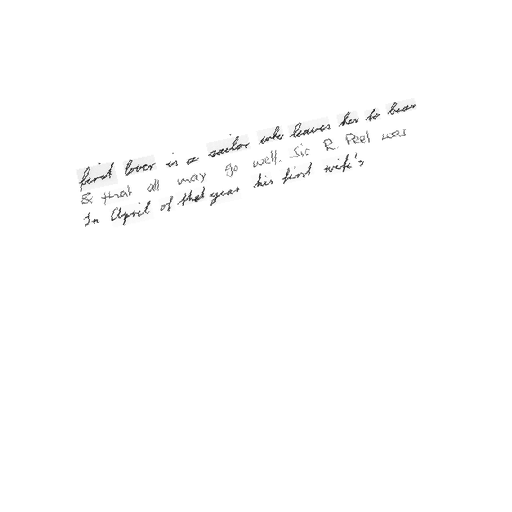 first lover is a sailor who leaves her to bear
& that all may go well. Sir R. Peel was
In April of that year his first wife's